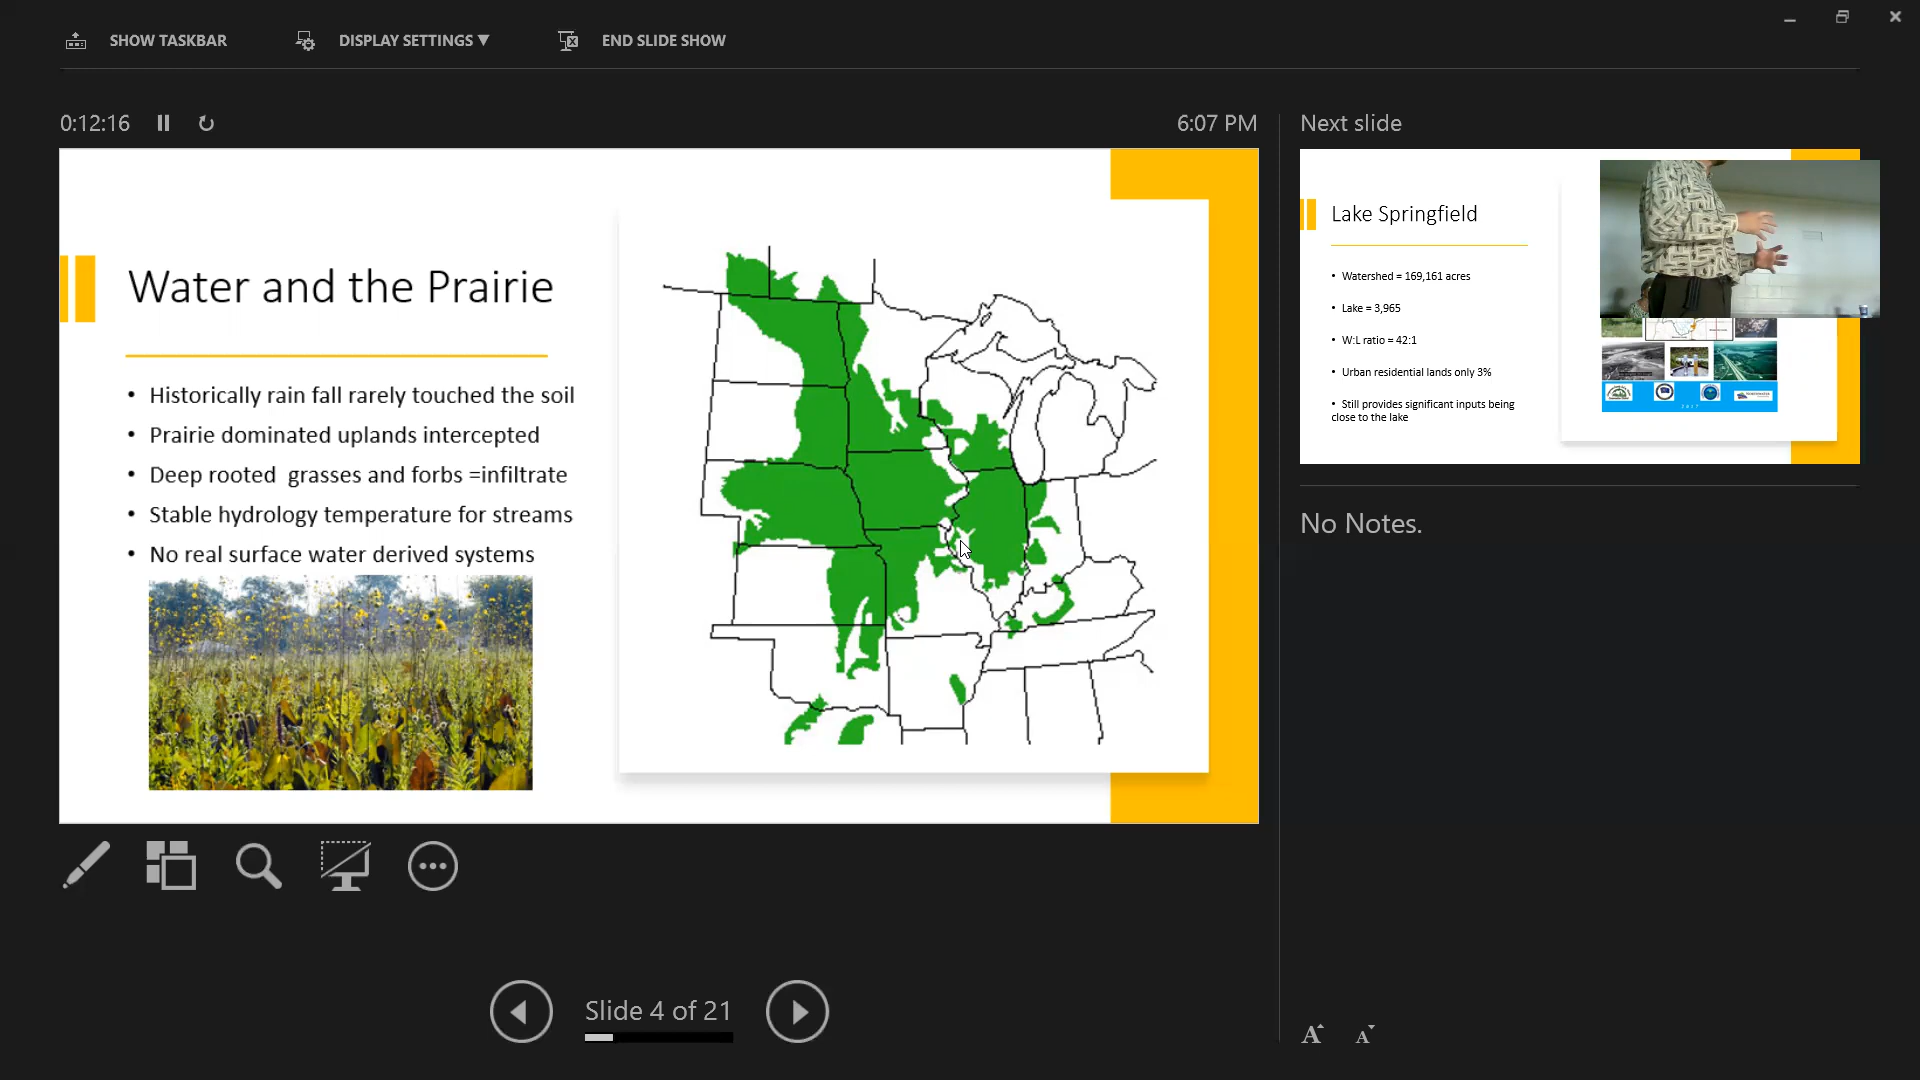 SHOW TASKBAR
DISPLAY SETTINGS ▼
END SLIDE SHOW
0:12:16
6:07 PM
Next slide
Water and the Prairie
• Historically rain fall rarely touched the soil
• Prairie dominated uplands intercepted
• Deep rooted  grasses and forbs =infiltrate
• Stable hydrology temperature for streams
• No real surface water derived systems
Lake Springfield
• Watershed = 169,161 acres
• Lake = 3,965
• W:L ratio = 42:1
• Urban residential lands only 3%
• Still provides significant inputs being
close to the lake
2017
No Notes.
Slide 4 of 21
A A